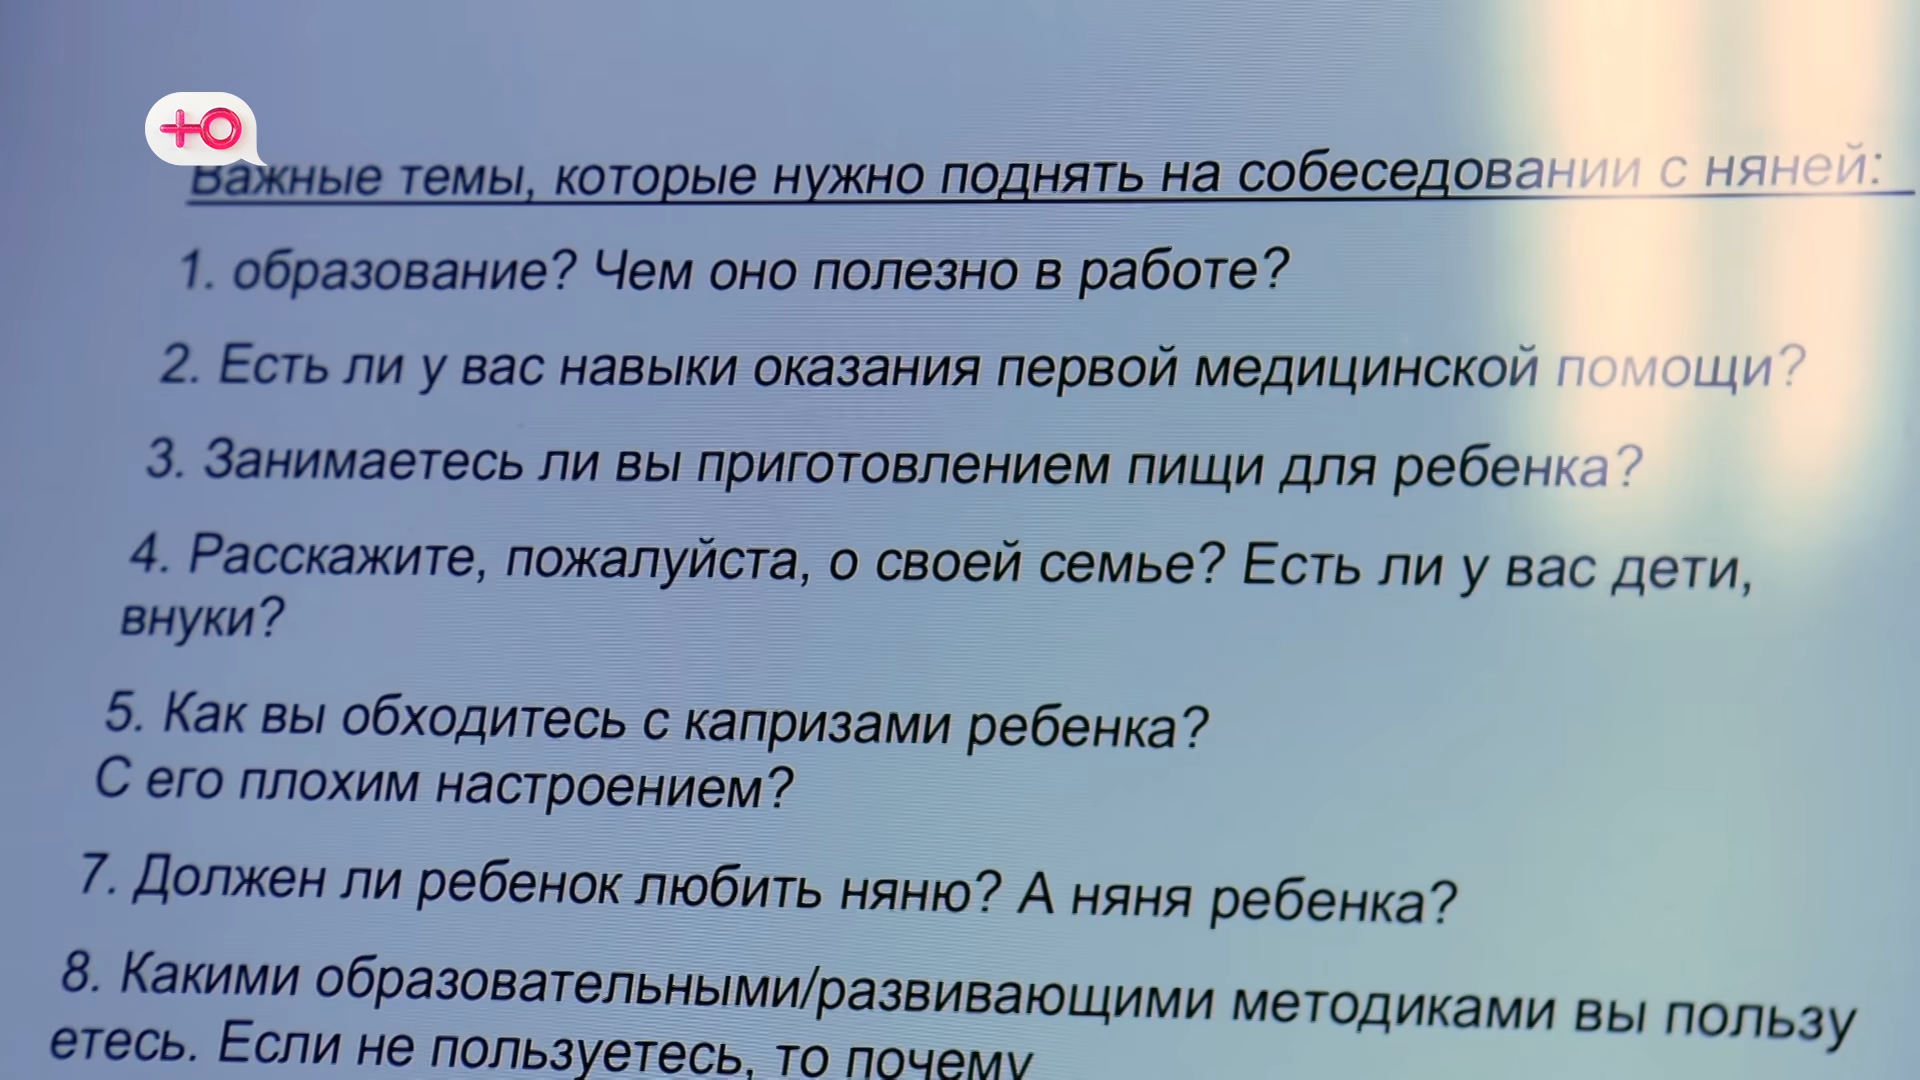 Ю
Важные темы, которые нужно поднять на собеседовании с няней:
1. образование? Чем оно полезно в работе?
2. Есть ли у вас навыки оказания первой медицинской помощи?
3. Занимаетесь ли вы приготовлением пищи для ребенка?
4. Расскажите, пожалуйста, о своей семье? Есть ли у вас дети,
внуки?
5. Как вы обходитесь с капризами ребенка?
С его плохим настроением?
7. Должен ли ребенок любить няню? А няня ребенка?
8. Какими образовательными/развивающими методиками вы пользу
етесь. Если не пользуетесь, то почему